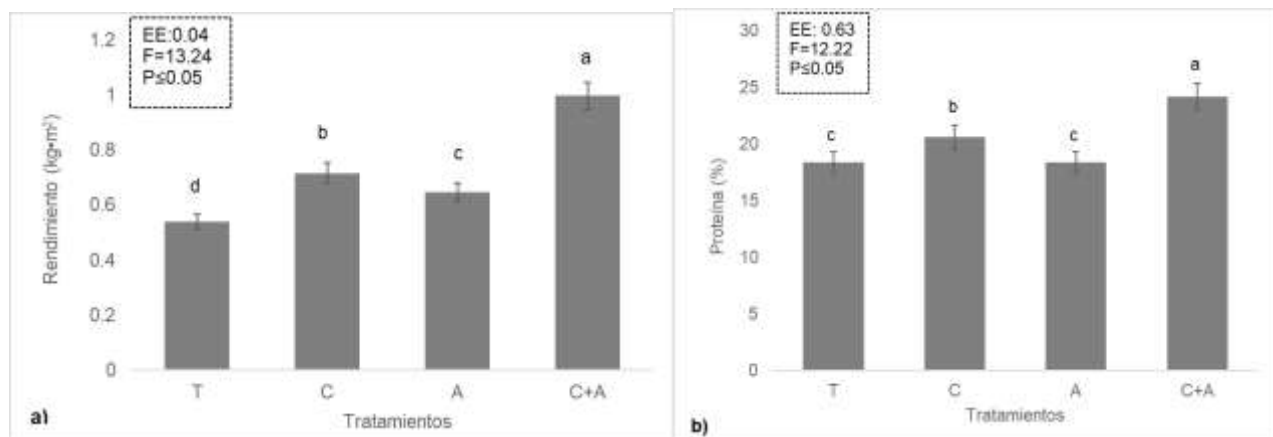 EE:0.04
F=13.24
P≤0.05
1.2
1
0.8
0.6
0.4
0.2
0
Rendimiento (kg•m²)
d
b
c
a
T C A C+A
Tratamientos
a)
EE: 0.63
F=12.22
P≤0.05
30
25
20
15
10
5
0
Proteína (%)
c
b
c
a
T C A C+A
Tratamientos
b)